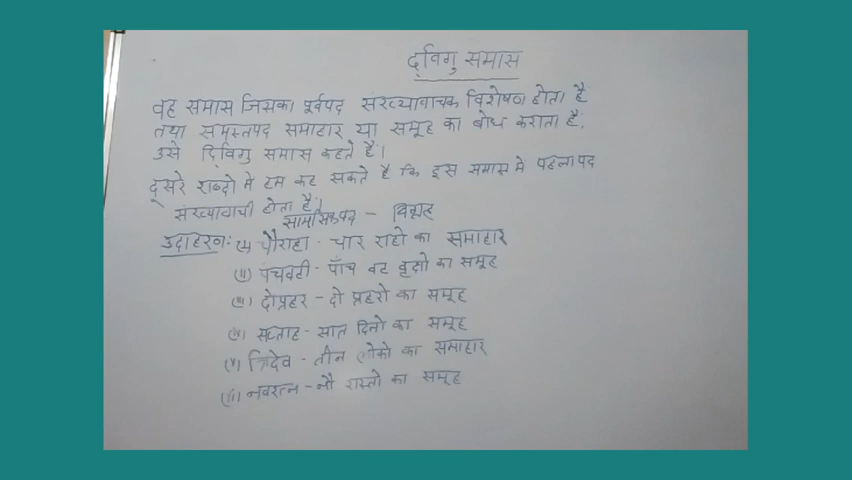 द्विगु समास
वह समास जिसका पूर्वपद संख्यावाचक विशेषण होता है
तथा समस्तपद समाहार या समूह का बोध कराता है,
उसे द्विगु समास कहते हैं।
दूसरे शब्दो मे हम कह सकते है कि इस समास मे पहला पद
संख्यावाची होता है।
सामासिकपद - विग्रह
उदाहरण: (i) चौराहा - चार राहो का समाहार
(ii) पंचवटी - पाँच वट वृक्षो का समूह
(iii) दोप्रहर - दो प्रहरो का समूह
(iv) सप्ताह - सात दिनो का समूह
(v) त्रिदेव - तीन लोको का समाहार
(vi) नवरत्न - नौ रास्तो का समूह